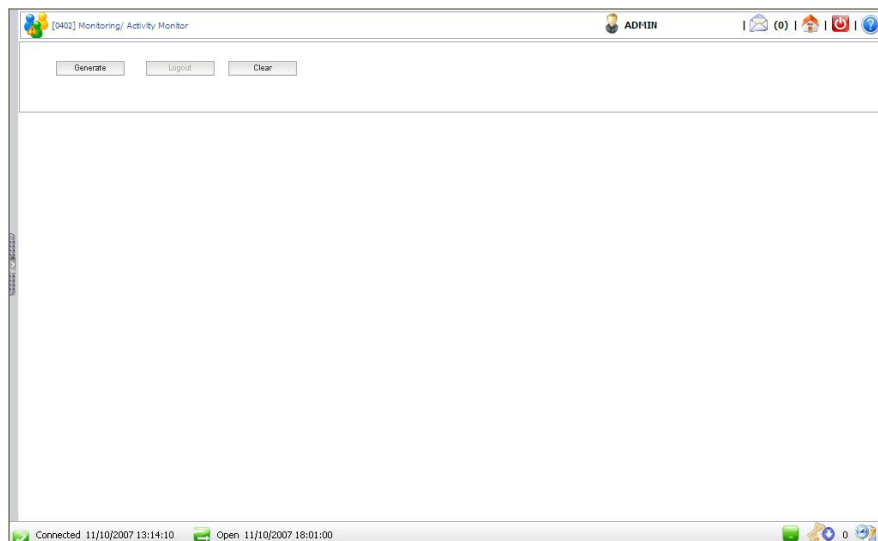 [0402] Monitoring/ Activity Monitor
ADMIN
| (0) | | |
Generate
Logout
Clear
Connected 11/10/2007 13:14:10
Open 11/10/2007 18:01:00
0